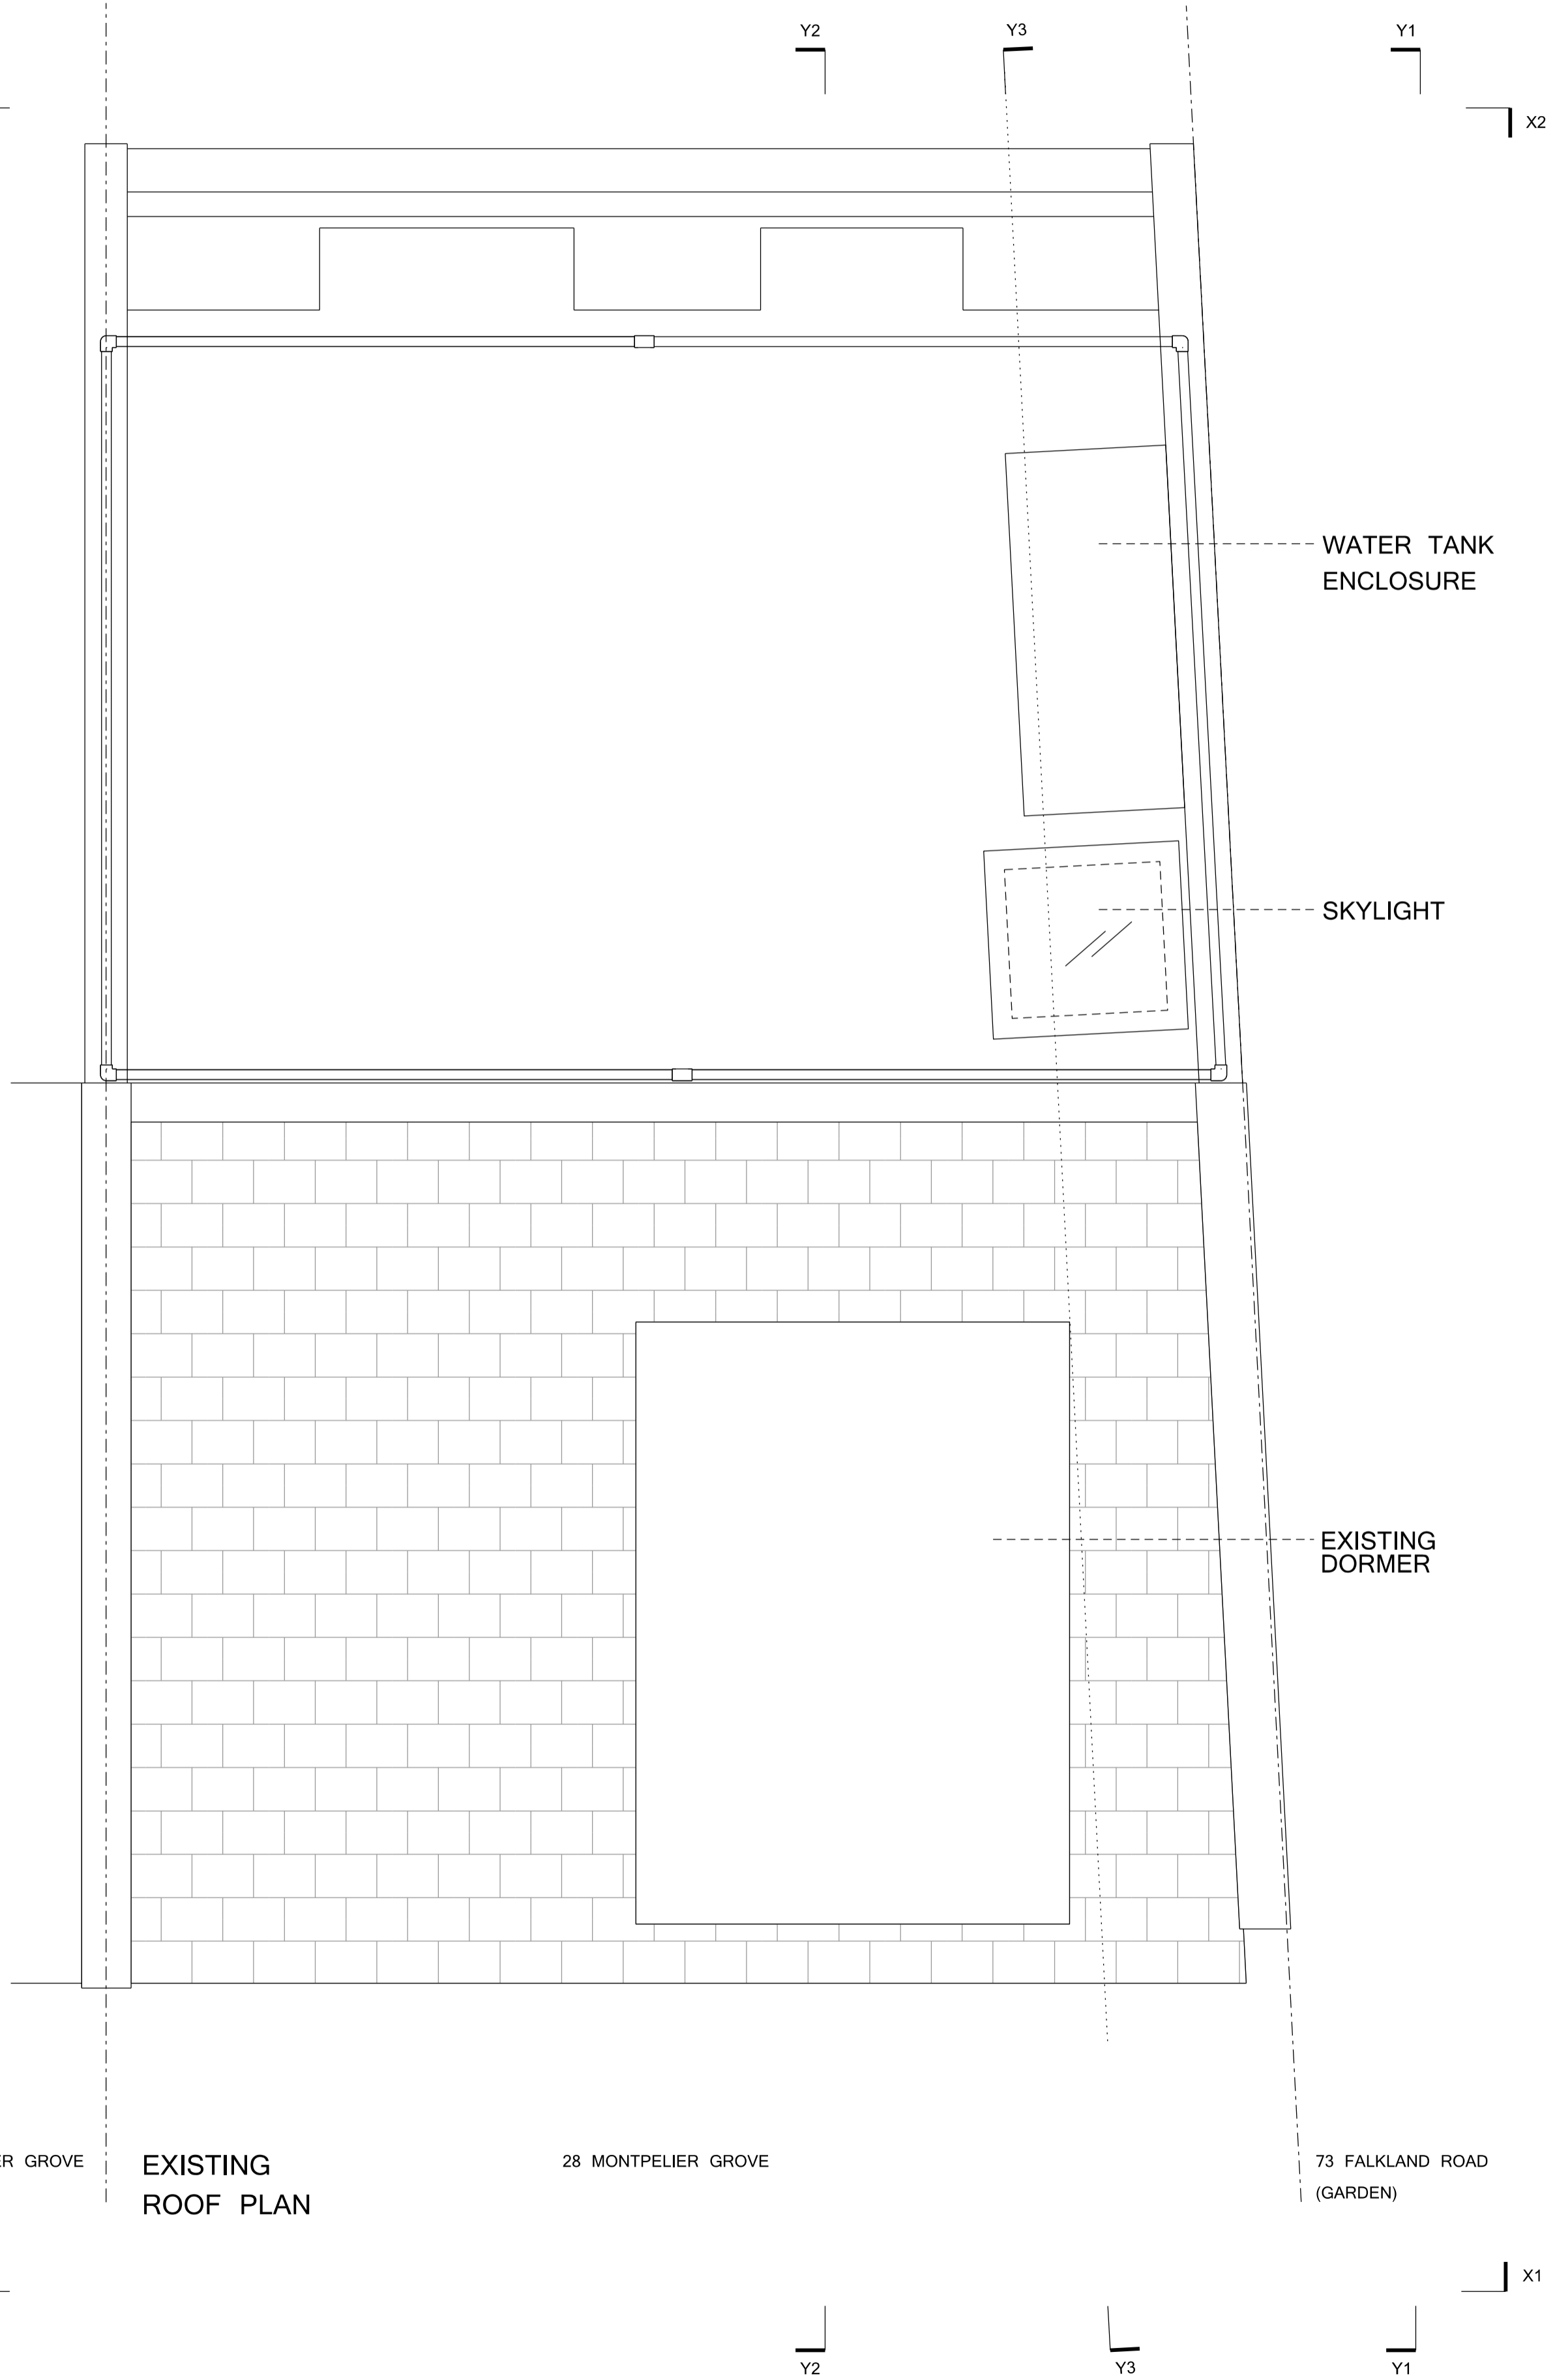 Y2
Y3
Y1
X2
WATER TANK
ENCLOSURE
SKYLIGHT
EXISTING
DORMER
R GROVE
EXISTING
ROOF PLAN
28 MONTPELIER GROVE
73 FALKLAND ROAD
(GARDEN)
X1
Y2
Y3
Y1